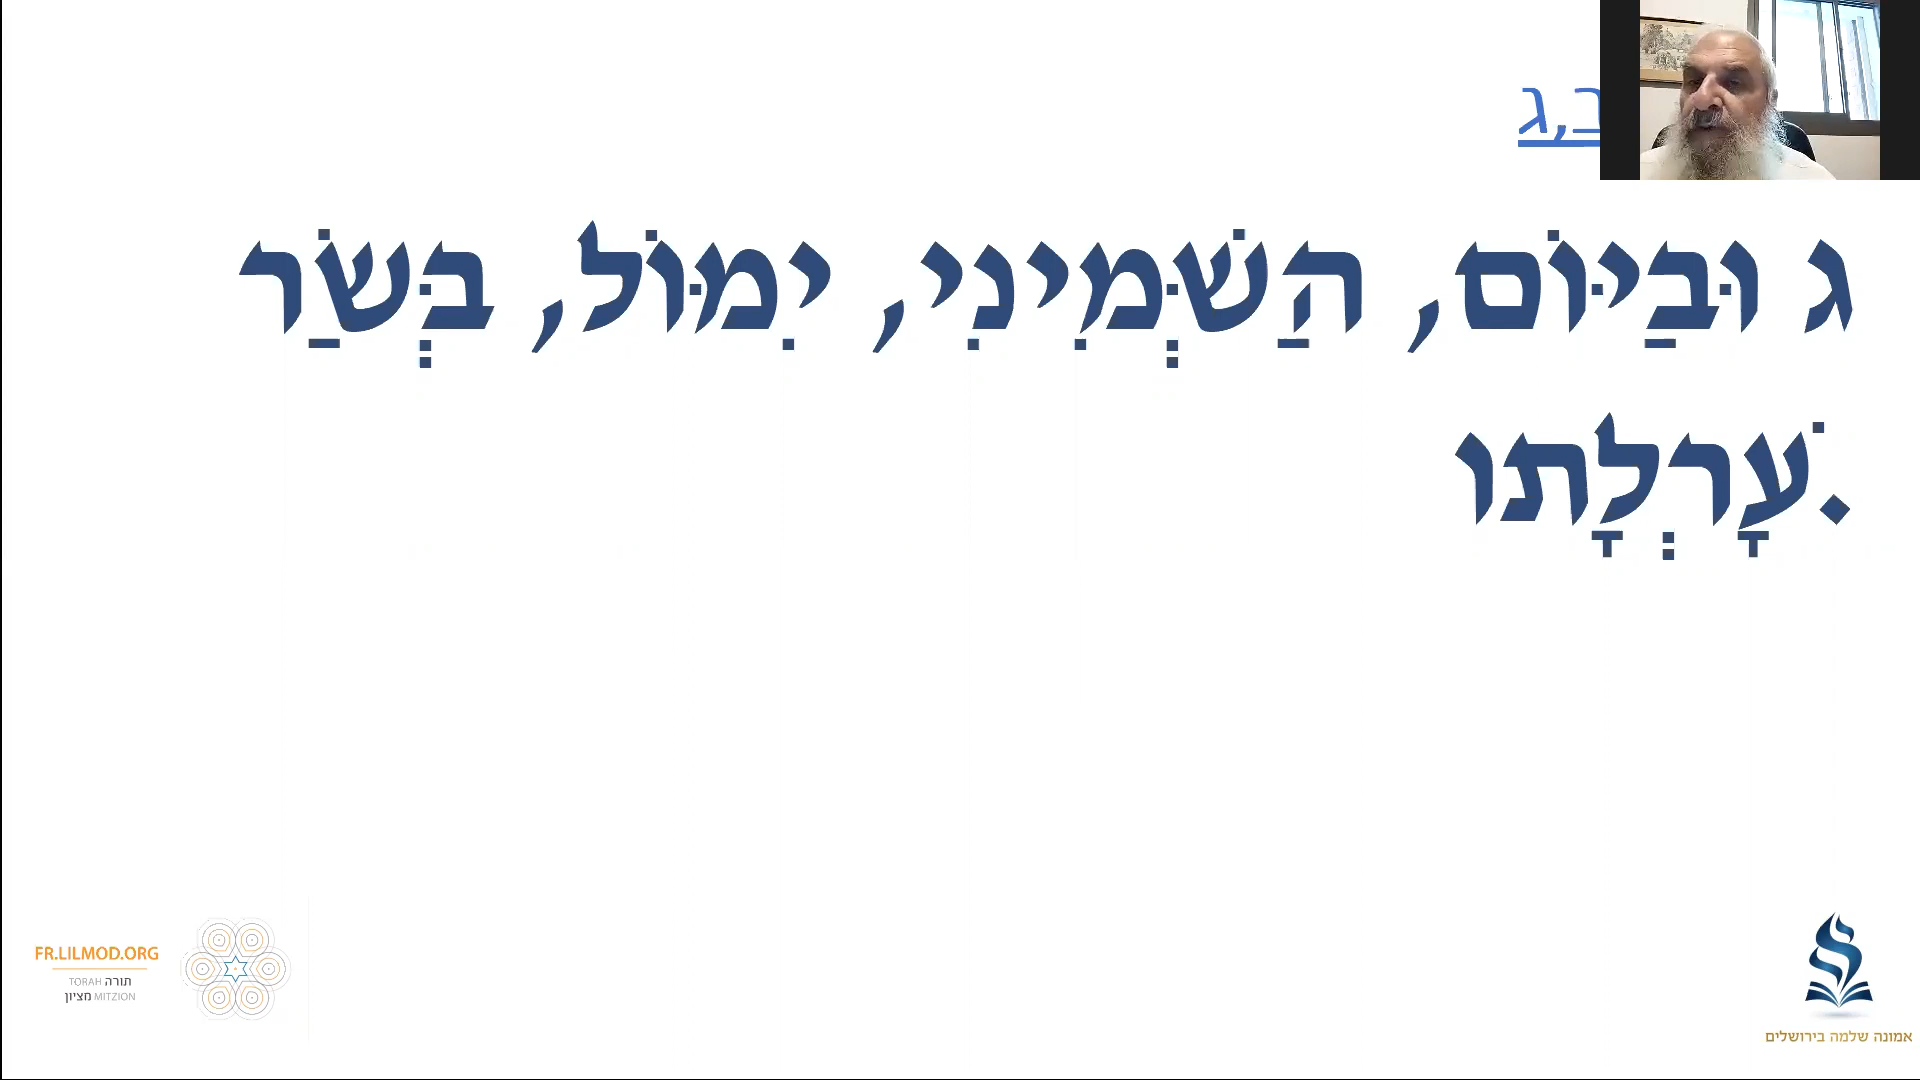 ב,ג
ג וּבַיּוֹם, הַשְּׁמִינִי, יִמּוֹל, בְּשַׂר
עָרְלָתוֹ.
FR.LILMOD.ORG
TORAH תורה
מציון MITZION
אמונה שלמה בירושלים